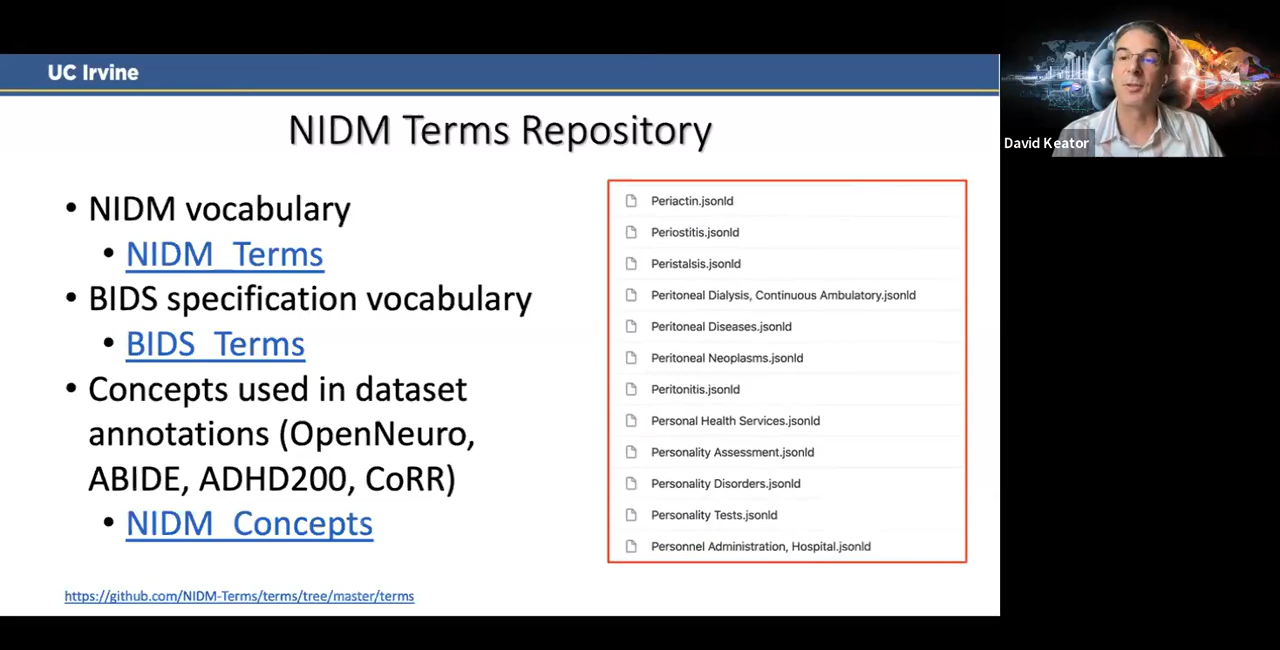 UC Irvine
NIDM Terms Repository
• NIDM vocabulary
• NIDM_Terms
• BIDS specification vocabulary
• BIDS_Terms
• Concepts used in dataset
annotations (OpenNeuro,
ABIDE, ADHD200, CoRR)
• NIDM_Concepts
https://github.com/NIDM-Terms/terms/tree/master/terms
Periactin.jsonld
Periostitis.jsonld
Peristalsis.jsonld
Peritoneal Dialysis, Continuous Ambulatory.jsonld
Peritoneal Diseases.jsonld
Peritoneal Neoplasms.jsonld
Peritonitis.jsonld
Personal Health Services.jsonld
Personality Assessment.jsonld
Personality Disorders.jsonld
Personality Tests.jsonld
Personnel Administration, Hospital.jsonld
David Keator